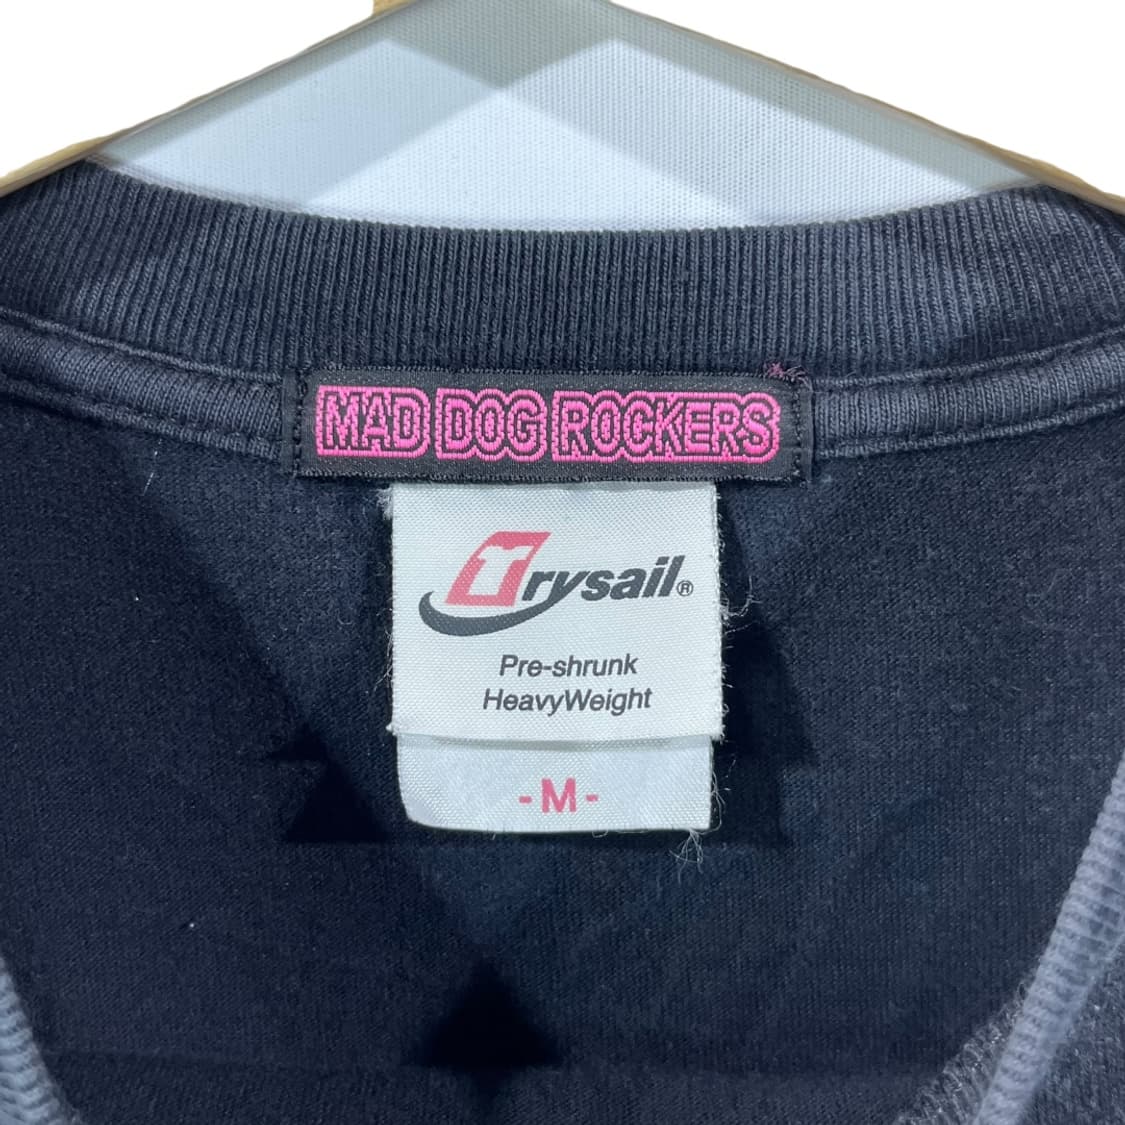 MAD DOG ROCKERS
Trysail®
Pre-shrunk
HeavyWeight
- M -